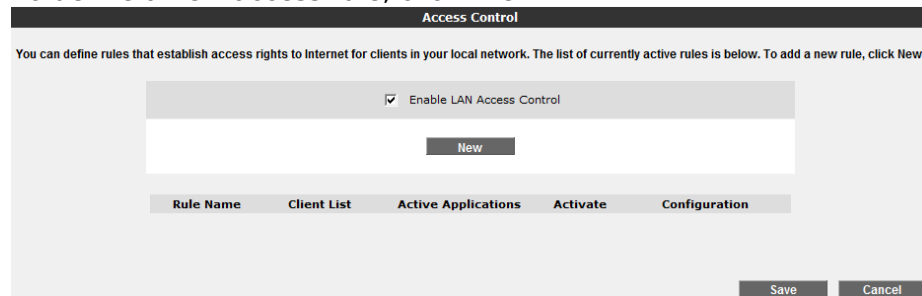 Access Control
You can define rules that establish access rights to Internet for clients in your local network. The list of currently active rules is below. To add a new rule, click New
Enable LAN Access Control
New
Rule Name Client List Active Applications Activate Configuration
Save Cancel